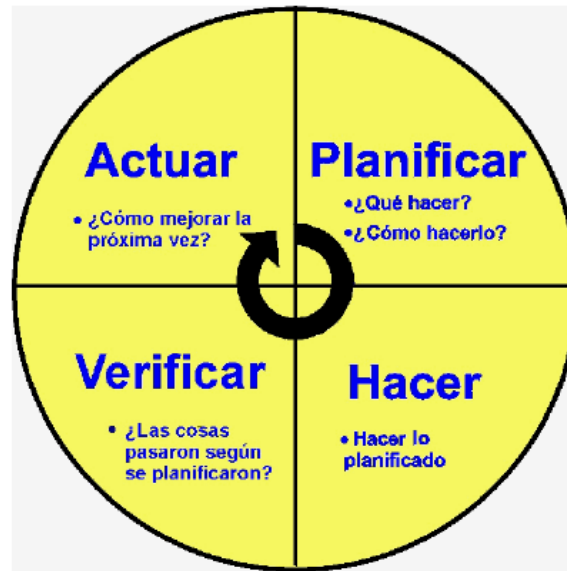 Actuar
• ¿Cómo mejorar la
próxima vez?
Planificar
•¿Qué hacer?
•¿Cómo hacerlo?
Verificar
• ¿Las cosas
pasaron según
se planificaron?
Hacer
• Hacer lo
planificado